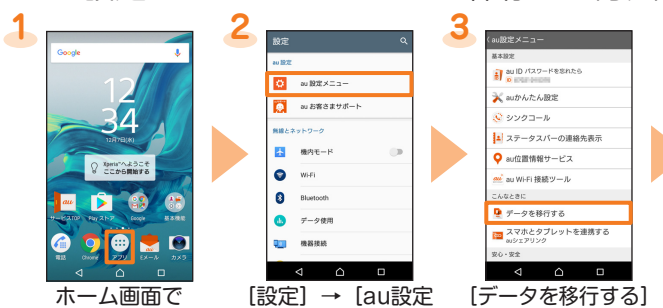 1
Google
12
34
12月7日(水)
Xperia™へようこそ
ここから開始する
au
サービスTOP
Play ストア
Google
基本機能
電話
Chrome
アプリ
Eメール
カメラ
ホーム画面で
2
設定
au 設定
au 設定メニュー
au お客さまサポート
無線とネットワーク
機内モード
Wi-Fi
Bluetooth
データ使用
機器接続
[設定] → [au設定
3
au設定メニュー
基本設定
au ID パスワードを忘れたら
auかんたん設定
シンクコール
ステータスバーの連絡先表示
au位置情報サービス
au Wi-Fi 接続ツール
こんなときに
データを移行する
スマホとタブレットを連携する
auシェアリンク
安心・安全
[データを移行する]